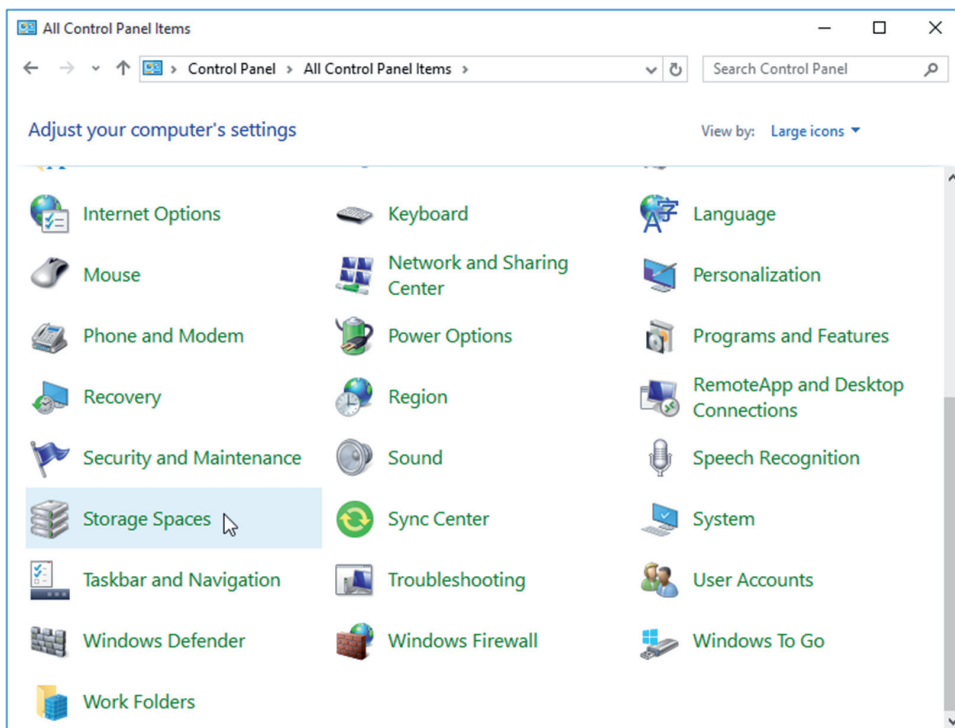 All Control Panel Items
Control Panel > All Control Panel Items >
Search Control Panel
Adjust your computer's settings
View by: Large icons
Internet Options
Keyboard
Language
Mouse
Network and Sharing
Center
Personalization
Phone and Modem
Power Options
Programs and Features
Recovery
Region
RemoteApp and Desktop
Connections
Security and Maintenance
Sound
Speech Recognition
Storage Spaces
Sync Center
System
Taskbar and Navigation
Troubleshooting
User Accounts
Windows Defender
Windows Firewall
Windows To Go
Work Folders